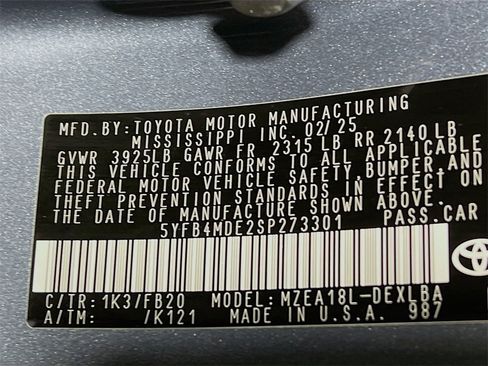 MFD.BY:TOYOTA MOTOR MANUFACTURING
MISSISSIPPI INC. 02/25
GVWR 3925LB GAWR FR 2315 LB RR 2140 LB
THIS VEHICLE CONFORMS TO ALL APPLICABLE
FEDERAL MOTOR VEHICLE SAFETY, BUMPER, AND
THEFT PREVENTION STANDARDS IN EFFECT ON
THE DATE OF MANUFACTURE SHOWN ABOVE.
5YFB4MDE2SP273301 PASS.CAR
C/TR: 1K3/FB20 MODEL: MZEA18L-DEXLBA
A/TM: /K121 MADE IN U.S.A. 987